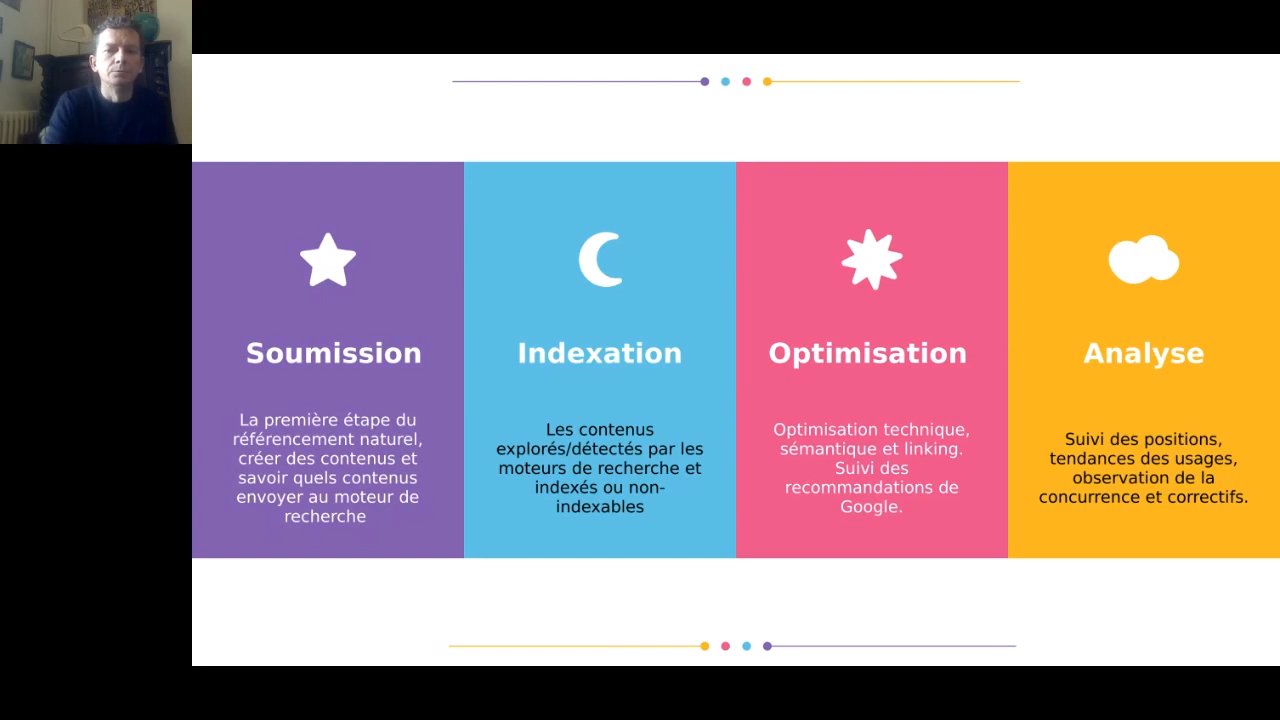 Soumission
La première étape du
référencement naturel,
créer des contenus et
savoir quels contenus
envoyer au moteur de
recherche
Indexation
Les contenus
explorés/détectés par les
moteurs de recherche et
indexés ou non-
indexables
Optimisation
Optimisation technique,
sémantique et linking.
Suivi des
recommandations de
Google.
Analyse
Suivi des positions,
tendances des usages,
observation de la
concurrence et correctifs.